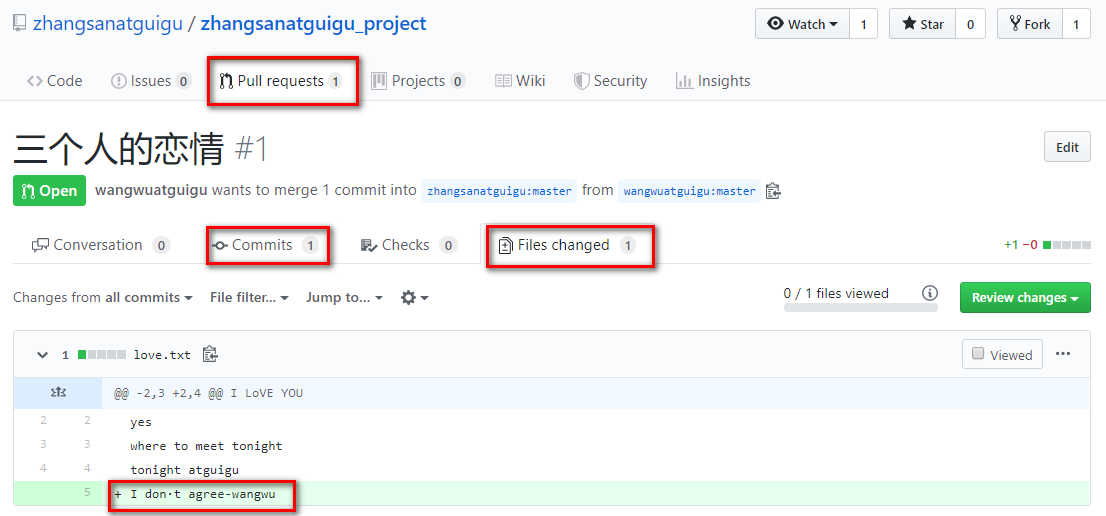 zhangsanatguigu / zhangsanatguigu_project Watch 1 Star 0 Fork 1
Code Issues 0 Pull requests 1 Projects 0 Wiki Security Insights
三个人的恋情 #1 Edit
Open wangwuatguigu wants to merge 1 commit into zhangsanatguigu:master from wangwuatguigu:master
Conversation 0 Commits 1 Checks 0 Files changed 1 +1 −0
Changes from all commits File filter... Jump to... 0 / 1 files viewed Review changes
1 love.txt Viewed ...
@@ -2,3 +2,4 @@ I LoVE YOU
2 2 yes
3 3 where to meet tonight
4 4 tonight atguigu
5 + I don·t agree-wangwu